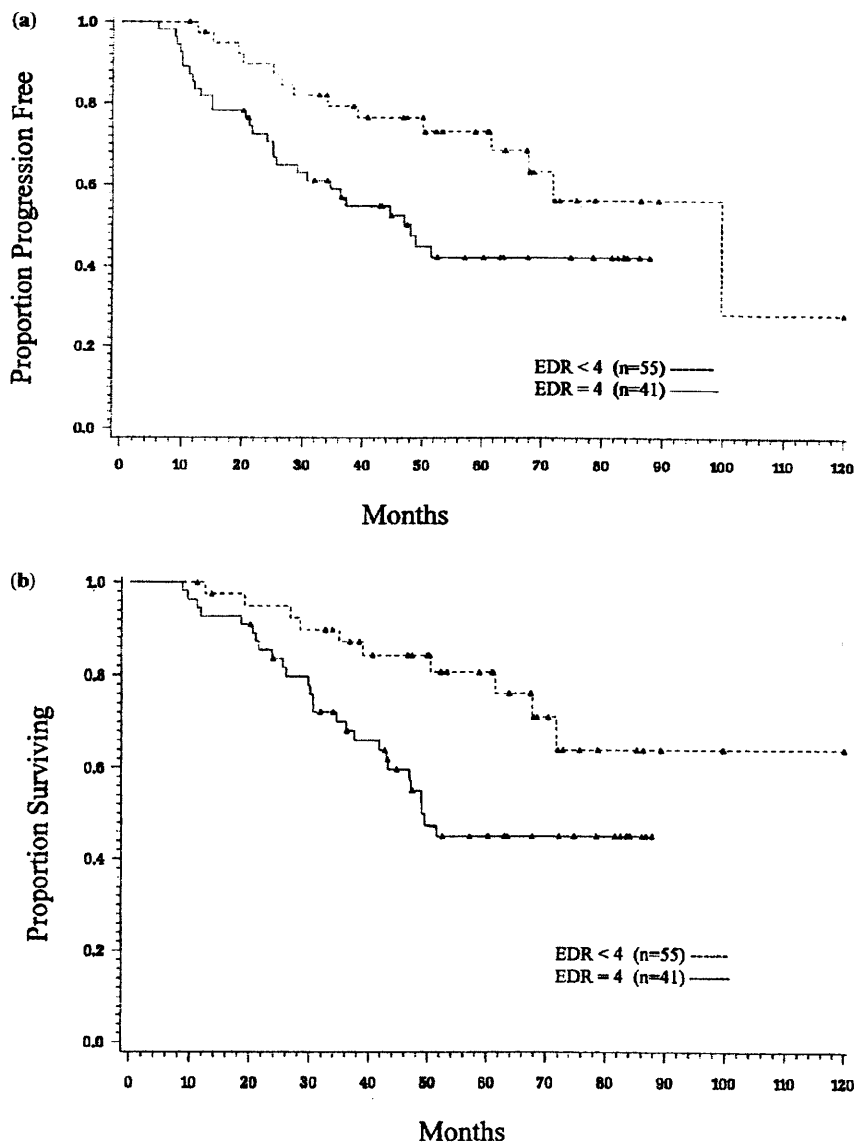 (a)
Proportion Progression Free
1.0
0.8
0.6
0.4
0.2
0.0
EDR < 4 (n=55)
EDR = 4 (n=41)
0 10 20 30 40 50 60 70 80 90 100 110 120
Months
(b)
Proportion Surviving
1.0
0.8
0.6
0.4
0.2
0.0
EDR < 4 (n=55)
EDR = 4 (n=41)
0 10 20 30 40 50 60 70 80 90 100 110 120
Months